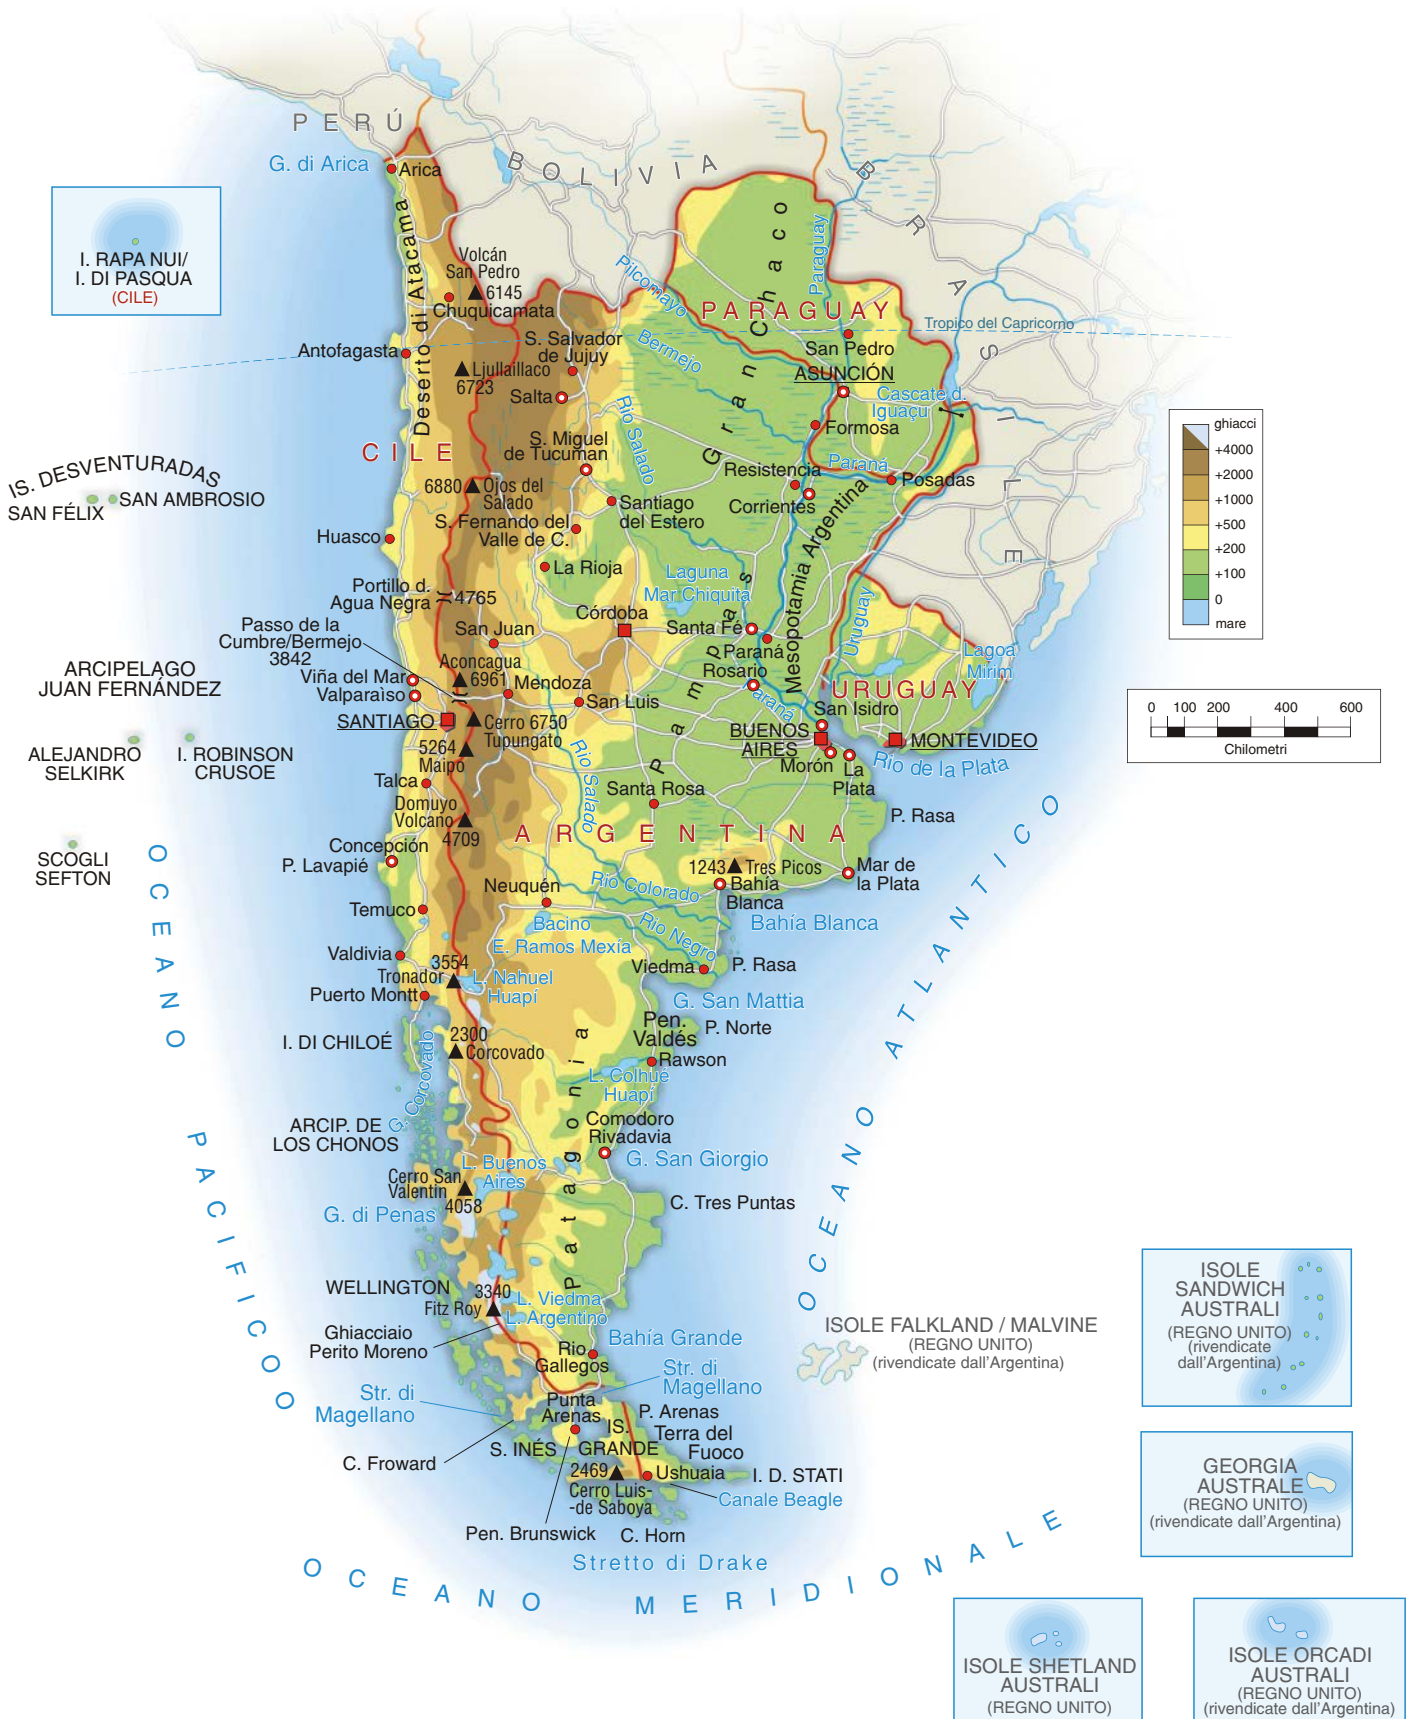 PERÚ
BOLIVIA
BRASILE
G. di Arica
Arica
I. RAPA NUI/
I. DI PASQUA
(CILE)
Deserto di Atacama
Volcán
San Pedro
6145
Chuquicamata
Gran Chaco
Paraguay
Pilcomayo
PARAGUAY
Tropico del Capricorno
Bermejo
San Pedro
Antofagasta
S. Salvador
de Jujuy
Ljullaillaco
6723
ASUNCIÓN
Salta
Cascate d.
Iguaçu
Rio Salado
Formosa
CILE
S. Miguel
de Tucuman
Resistencia
Paraná
Posadas
IS. DESVENTURADAS
SAN FÉLIX
SAN AMBROSIO
6880
Ojos del
Salado
Santiago
del Estero
Corrientes
S. Fernando del
Valle de C.
Huasco
La Rioja
Mesopotamia Argentina
Laguna
Mar Chiquita
Portillo d.
Agua Negra
4765
Pampas
Córdoba
Uruguay
Passo de la
Cumbre/Bermejo
3842
San Juan
Santa Fé
Paraná
Lagoa
Mirim
ARCIPELAGO
JUAN FERNÁNDEZ
Aconcagua
6961
Rosario
Viña del Mar
Valparaìso
Mendoza
San Luis
Paraná
URUGUAY
San Isidro
SANTIAGO
Cerro 6750
Tupungato
BUENOS
AIRES
MONTEVIDEO
ALEJANDRO
SELKIRK
I. ROBINSON
CRUSOE
5264
Maipo
Morón
La
Plata
Rio de la Plata
Talca
Rio Salado
Santa Rosa
Domuyo
Volcano
4709
P. Rasa
ARGENTINA
SCOGLI
SEFTON
Concepción
P. Lavapié
1243
Tres Picos
Mar de
la Plata
Neuquén
Rio Colorado
Bahía
Blanca
Temuco
Bacino
E. Ramos Mexía
Rio Negro
Bahía Blanca
Valdivia
3554
Tronador
L. Nahuel
Huapí
Viedma
P. Rasa
Puerto Montt
G. San Mattia
Pen.
Valdés
P. Norte
I. DI CHILOÉ
2300
Corcovado
Rawson
G. Corcovado
L. Colhué
Huapí
Patagonia
ARCIP. DE
LOS CHONOS
Comodoro
Rivadavia
L. Buenos
Aires
G. San Giorgio
Cerro San
Valentin
4058
C. Tres Puntas
G. di Penas
WELLINGTON
3340
Fitz Roy
L. Viedma
L. Argentino
Ghiacciaio
Perito Moreno
Bahía Grande
Rio
Gallegos
Str. di
Magellano
Str. di
Magellano
Punta
Arenas
P. Arenas
IS.
GRANDE
Terra del
Fuoco
C. Froward
S. INÉS
2469
Ushuaia
I. D. STATI
Cerro Luis-
-de Saboya
Canale Beagle
Pen. Brunswick
C. Horn
Stretto di Drake
OCEANO PACIFICO
OCEANO ATLANTICO
OCEANO MERIDIONALE
ISOLE FALKLAND / MALVINE
(REGNO UNITO)
(rivendicate dall'Argentina)
ghiacci
+4000
+2000
+1000
+500
+200
+100
0
mare
0 100 200 400 600
Chilometri
ISOLE
SANDWICH
AUSTRALI
(REGNO UNITO)
(rivendicate
dall'Argentina)
GEORGIA
AUSTRALE
(REGNO UNITO)
(rivendicate dall'Argentina)
ISOLE SHETLAND
AUSTRALI
(REGNO UNITO)
ISOLE ORCADI
AUSTRALI
(REGNO UNITO)
(rivendicate dall'Argentina)